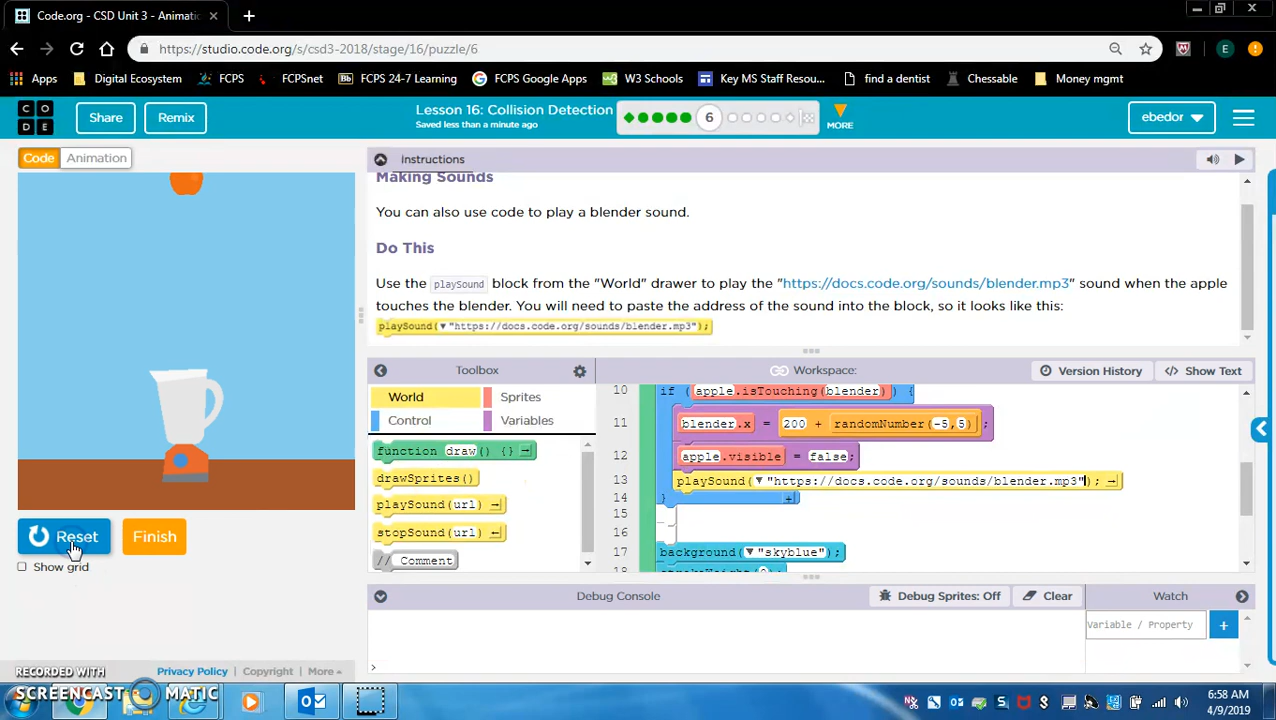 Code.org - CSD Unit 3 - Animatic
https://studio.code.org/s/csd3-2018/stage/16/puzzle/6
E
Apps Digital Ecosystem FCPS FCPSnet Bb FCPS 24-7 Learning FCPS Google Apps W3 Schools Key MS Staff Resou... find a dentist Chessable Money mgmt
C O
D E
Share Remix Lesson 16: Collision Detection
Saved less than a minute ago
6 MORE ebedor
Code Animation Instructions
Making Sounds
You can also use code to play a blender sound.
Do This
Use the playSound block from the "World" drawer to play the "https://docs.code.org/sounds/blender.mp3" sound when the apple
touches the blender. You will need to paste the address of the sound into the block, so it looks like this:
playSound(▼"https://docs.code.org/sounds/blender.mp3");
Toolbox Workspace: Version History </> Show Text
World Sprites
Control Variables
function draw() {}
drawSprites()
playSound(url)
stopSound(url)
// Comment
10 if (apple.isTouching(blender)) {
11 blender.x = 200 + randomNumber(-5,5);
12 apple.visible = false;
13 playSound(▼"https://docs.code.org/sounds/blender.mp3");
14 } +
15
16
17 background(▼"skyblue");
Reset Finish
Show grid
Debug Console Debug Sprites: Off Clear Watch
Variable / Property +
>
Privacy Policy | Copyright | More
RECORDED WITH
SCREENCAST MATIC
6:58 AM
4/9/2019